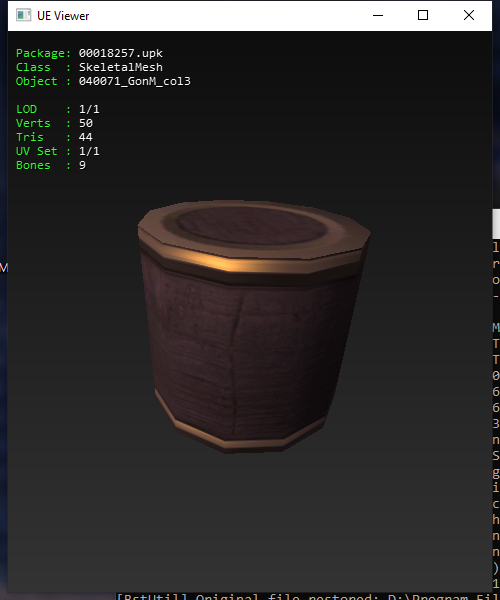 UE Viewer
Package: 00018257.upk
Class : SkeletalMesh
Object : 040071_GonM_col3
LOD : 1/1
Verts : 50
Tris : 44
UV Set : 1/1
Bones : 9
M
l
r
o
-
M
T
T
0
6
6
3
n
S
g
i
c
h
n
n
)
1
[BstUtil] Original file restored: D:\Program Fil